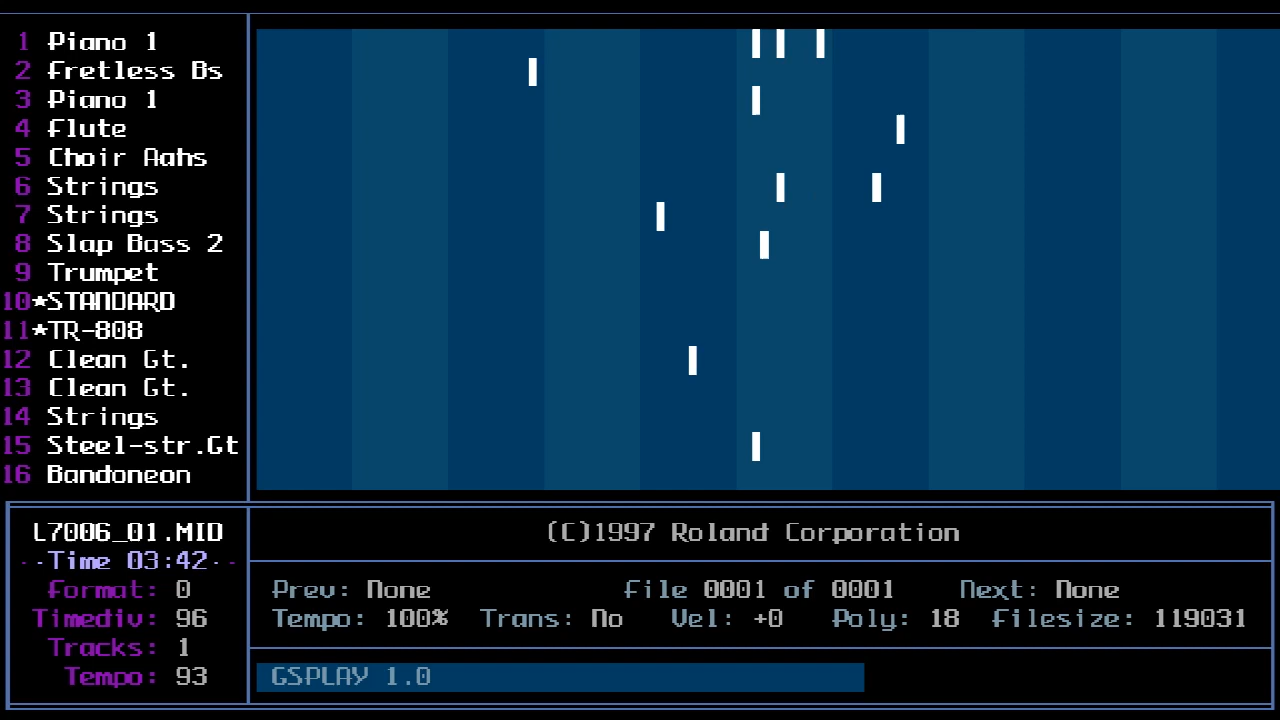 1 Piano 1
2 Fretless Bs
3 Piano 1
4 Flute
5 Choir Aahs
6 Strings
7 Strings
8 Slap Bass 2
9 Trumpet
10*STANDARD
11*TR-808
12 Clean Gt.
13 Clean Gt.
14 Strings
15 Steel-str.Gt
16 Bandoneon
L7006_01.MID
··Time 03:42··
Format: 0
Timediv: 96
Tracks: 1
Tempo: 93
(C)1997 Roland Corporation
Prev: None File 0001 of 0001 Next: None
Tempo: 100% Trans: No Vel: +0 Poly: 18 Filesize: 119031
GSPLAY 1.0